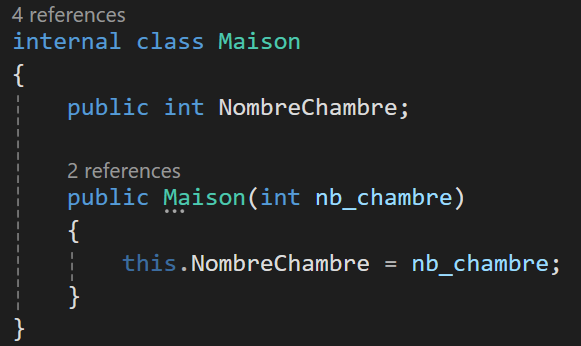 4 references
internal class Maison
{
public int NombreChambre;
2 references
public Maison(int nb_chambre)
{
this.NombreChambre = nb_chambre;
}
}